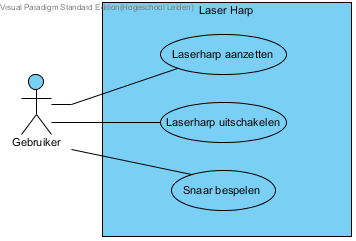 Visual Paradigm Standard Edition(Hogeschool Leiden)
Laser Harp
Laserharp aanzetten
Laserharp uitschakelen
Gebruiker
Snaar bespelen